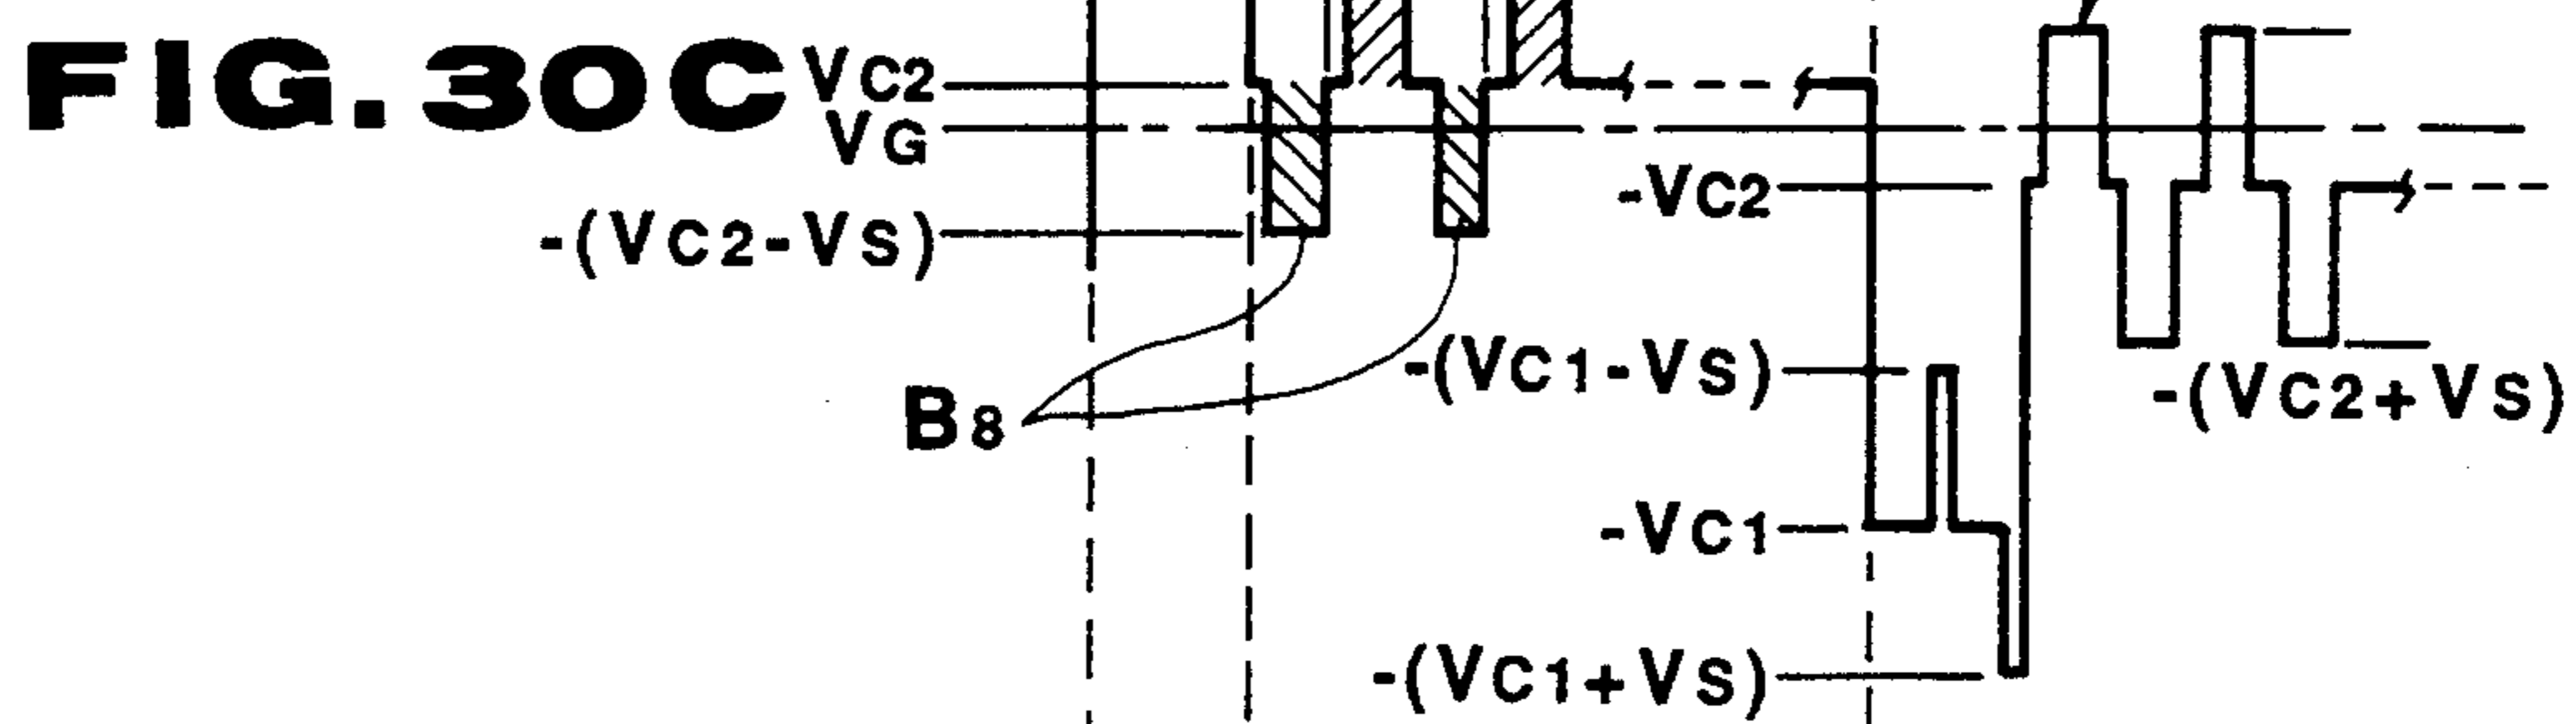 FIG. 30C
VC2
VG
-(VC2-VS)
B8
-VC2
-(VC1-VS)
-(VC2+VS)
-VC1
-(VC1+VS)